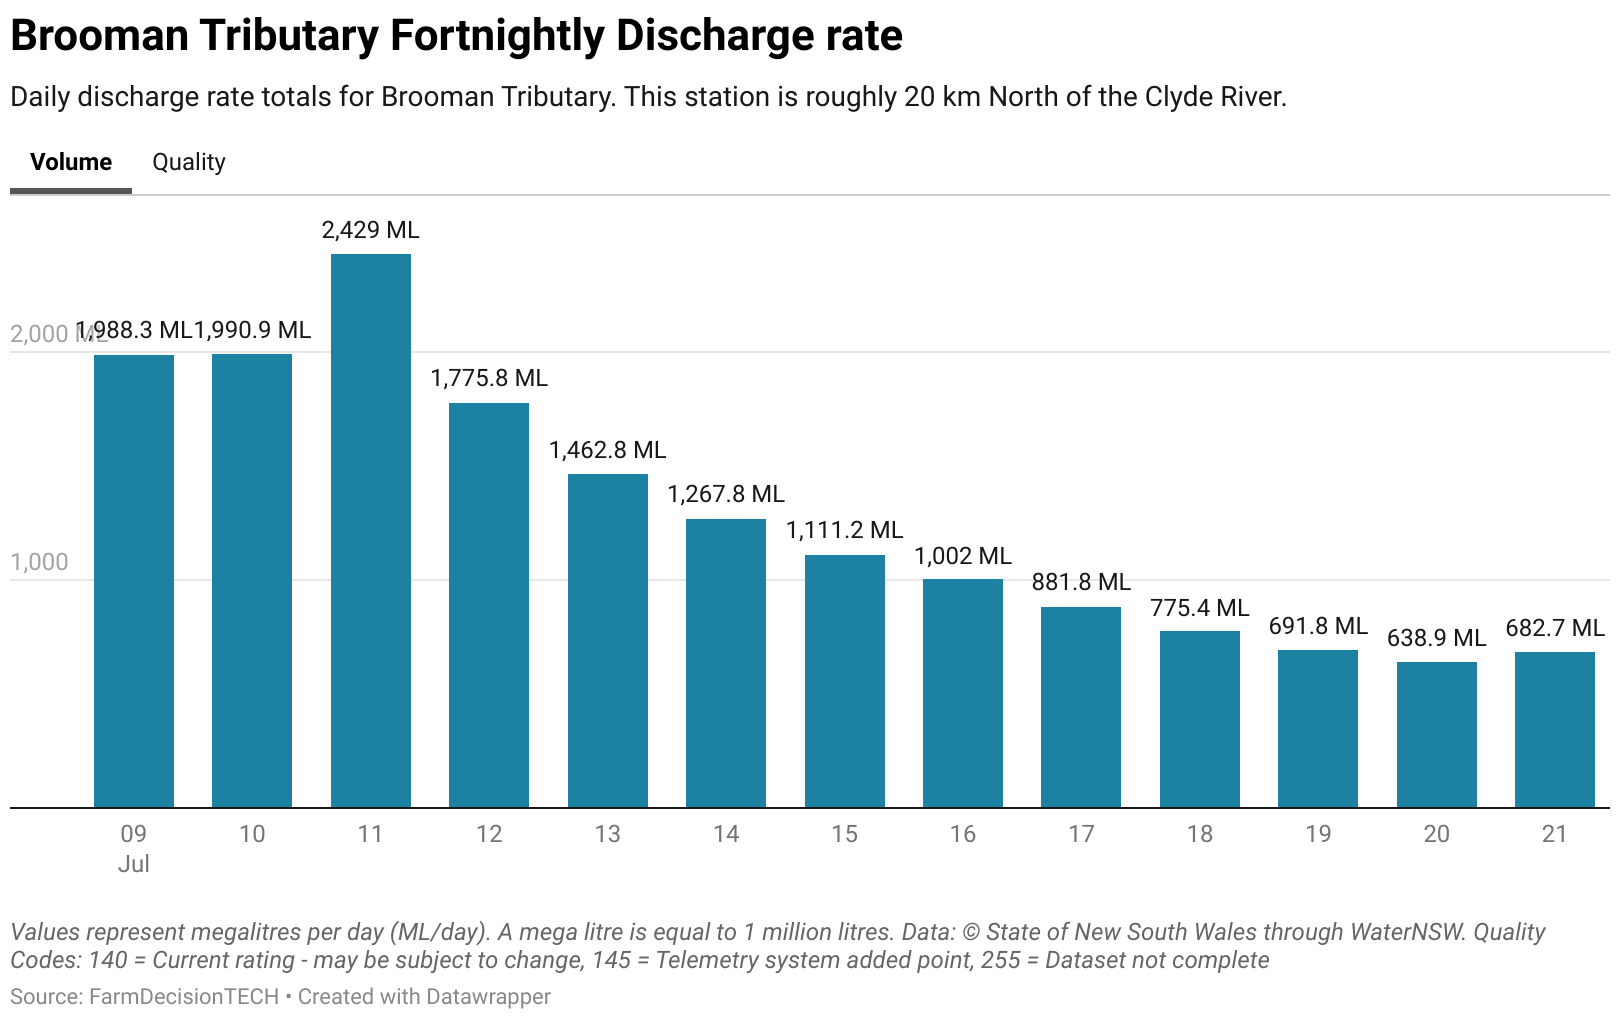 Brooman Tributary Fortnightly Discharge rate
Daily discharge rate totals for Brooman Tributary. This station is roughly 20 km North of the Clyde River.
Volume Quality
2,429 ML
2,000 ML 1,988.3 ML 1,990.9 ML
1,775.8 ML
1,462.8 ML
1,267.8 ML
1,111.2 ML
1,000 1,002 ML
881.8 ML
775.4 ML
691.8 ML
638.9 ML
682.7 ML
09 10 11 12 13 14 15 16 17 18 19 20 21
Jul
Values represent megalitres per day (ML/day). A mega litre is equal to 1 million litres. Data: © State of New South Wales through WaterNSW. Quality
Codes: 140 = Current rating - may be subject to change, 145 = Telemetry system added point, 255 = Dataset not complete
Source: FarmDecisionTECH • Created with Datawrapper